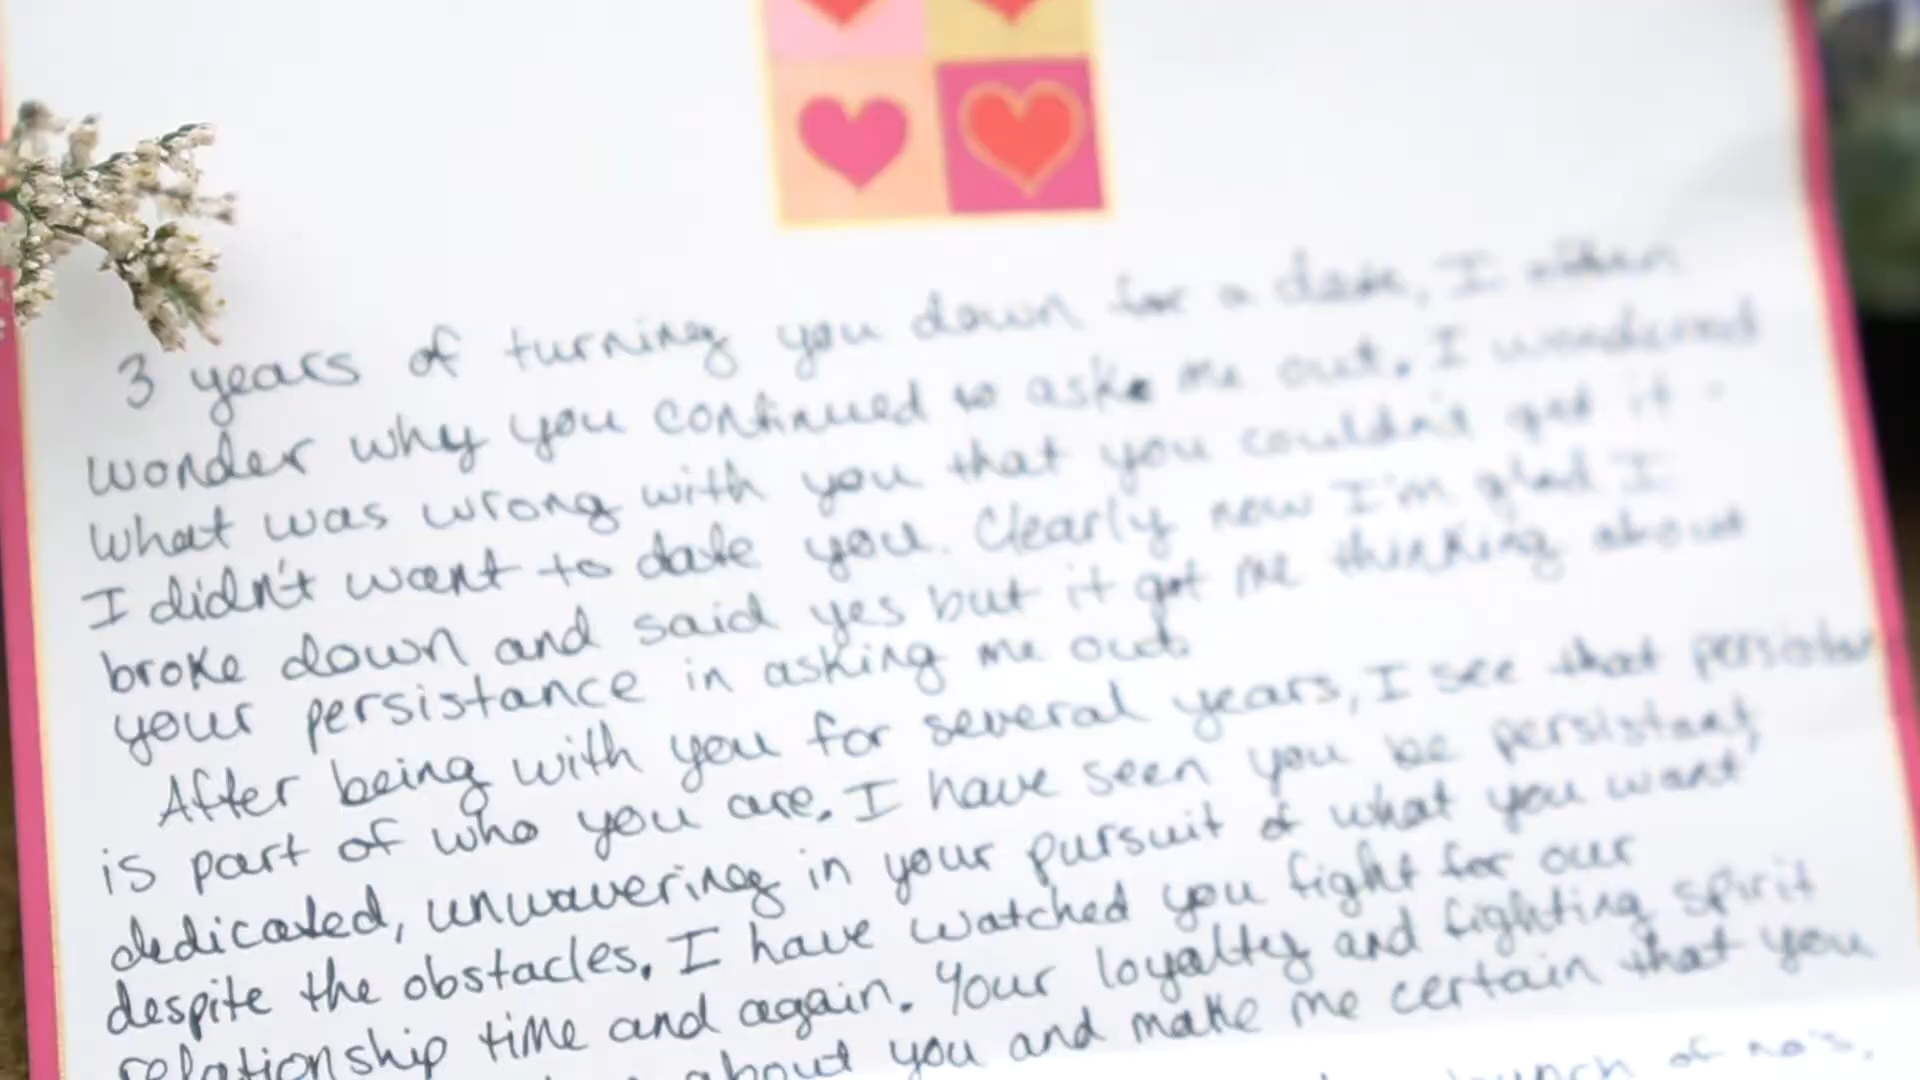 3 years of turning you down for a date, I often
wonder why you continued to ask me out. I wondered
what was wrong with you that you couldn't get it -
I didn't want to date you. Clearly now I'm glad I
broke down and said yes but it got me thinking about
your persistance in asking me out.
After being with you for several years, I see that
is part of who you are. I have seen you be persistant,
dedicated, unwavering in your pursuit of what you want
despite the obstacles. I have watched you fight for our
relationship time and again. Your loyalty and fighting spirit
about you and make me certain that you
bunch of no's,